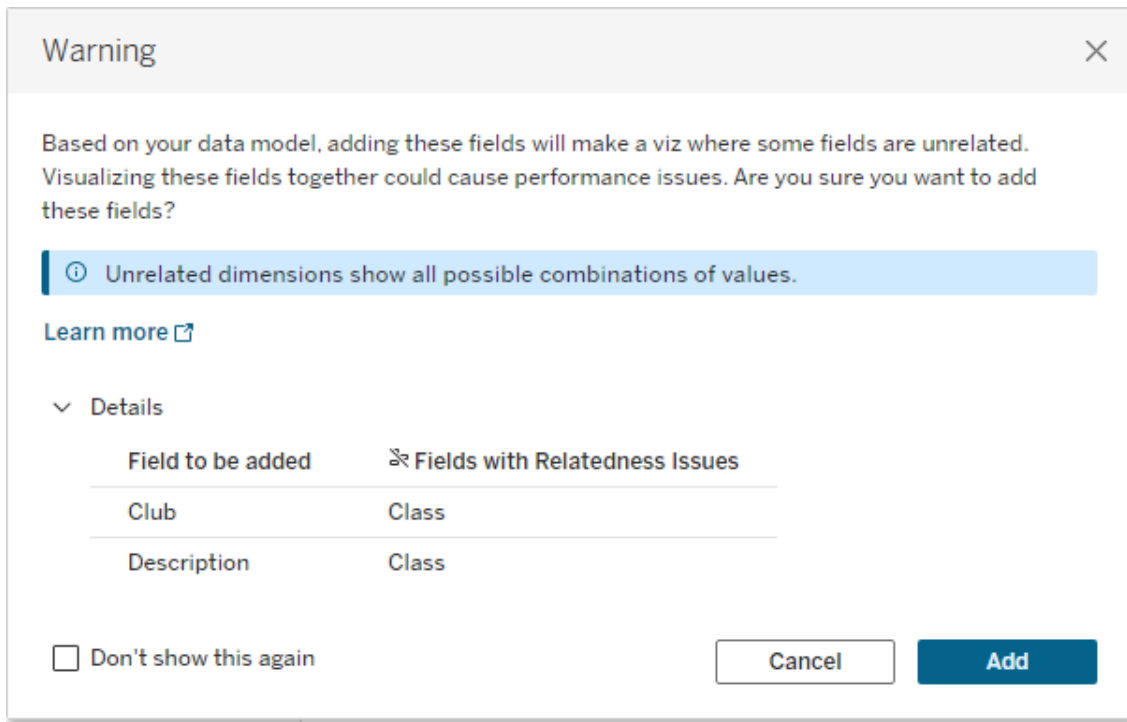 Warning
Based on your data model, adding these fields will make a viz where some fields are unrelated.
Visualizing these fields together could cause performance issues. Are you sure you want to add
these fields?
Unrelated dimensions show all possible combinations of values.
Learn more
Details
Field to be added Fields with Relatedness Issues
Club Class
Description Class
Don't show this again Cancel Add